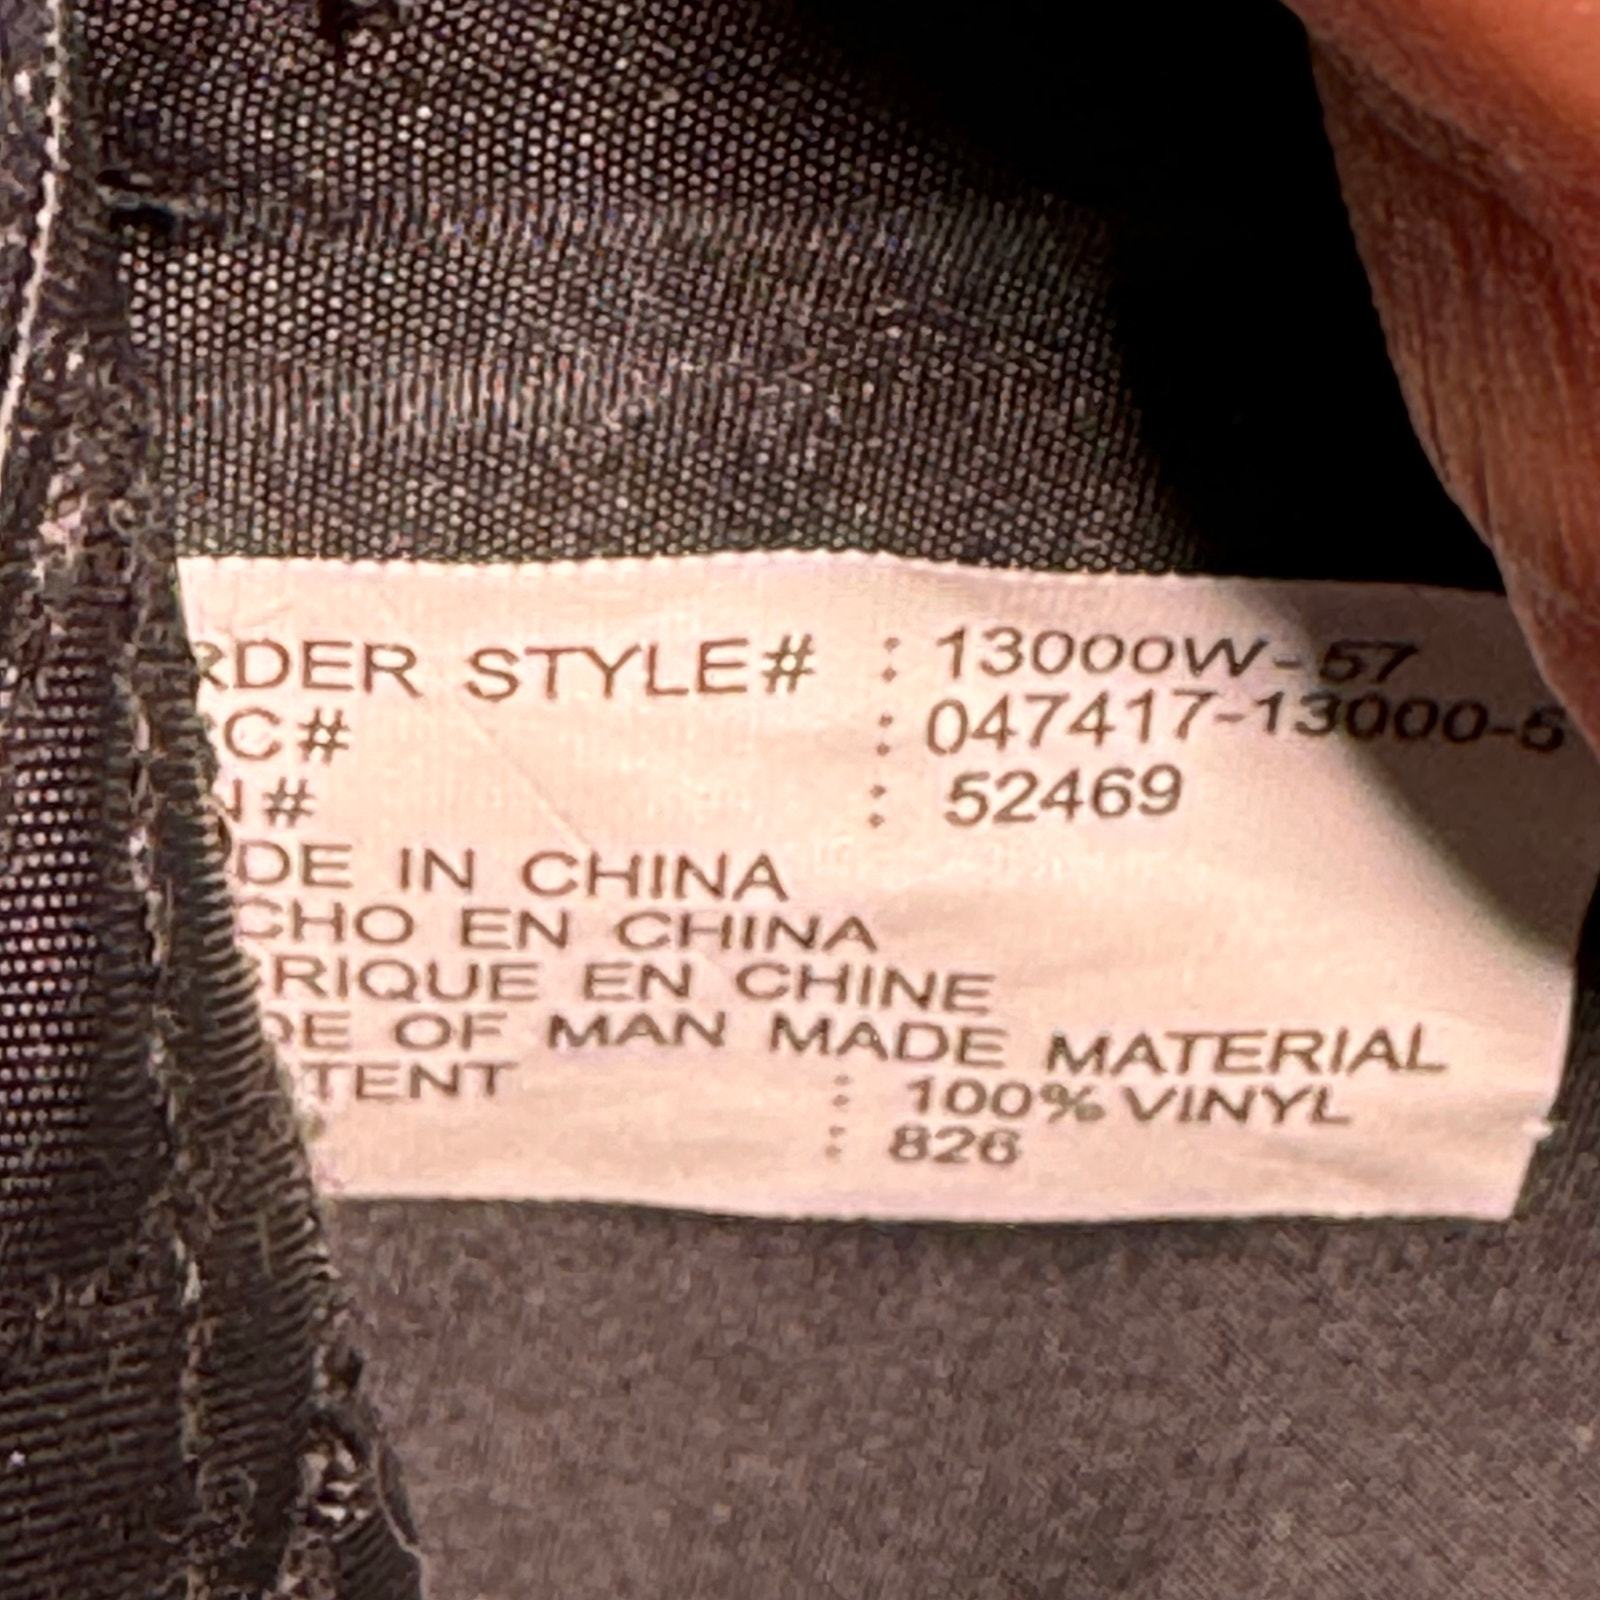 RDER STYLE# : 13000W-57
C# : 047417-13000-5
N# : 52469
DE IN CHINA
CHO EN CHINA
RIQUE EN CHINE
DE OF MAN MADE MATERIAL
TENT : 100% VINYL
: 826